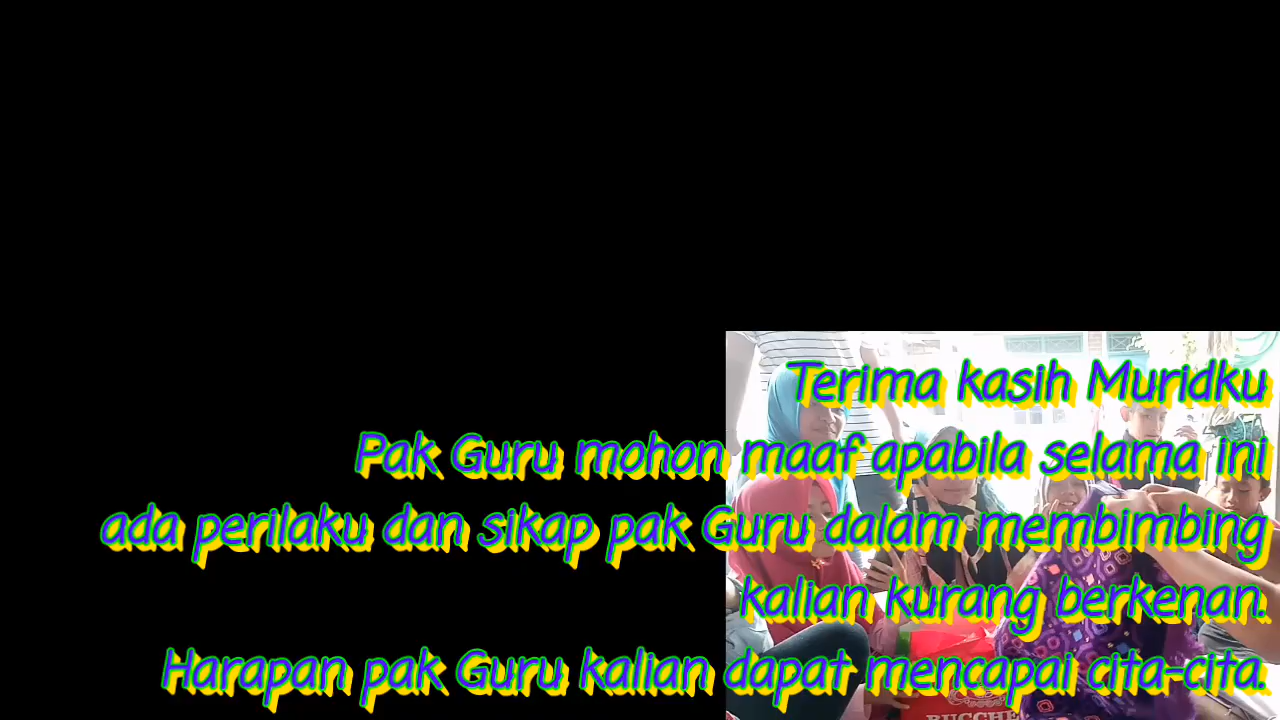 Terima kasih Muridku
Pak Guru mohon maaf apabila selama ini
ada perilaku dan sikap pak Guru dalam membimbing
kalian kurang berkenan.
Harapan pak Guru kalian dapat mencapai cita-cita.